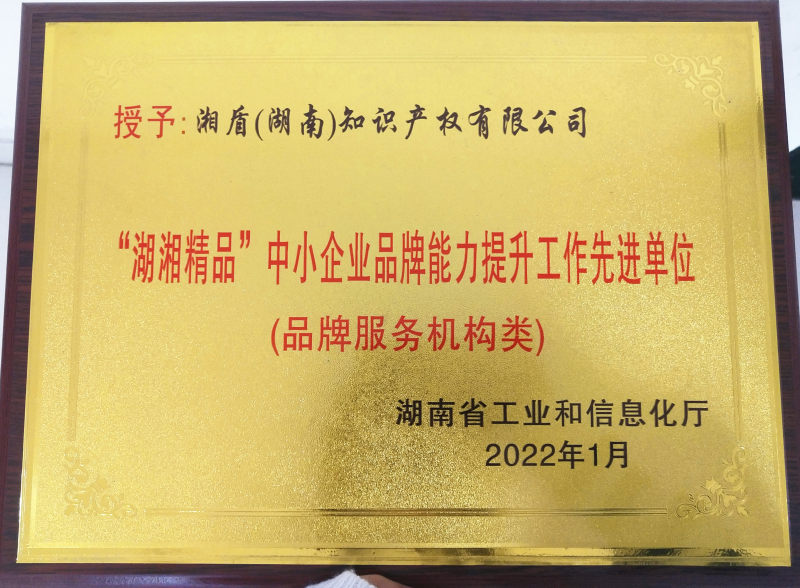 授予:湘盾(湖南)知识产权有限公司
“湖湘精品”中小企业品牌能力提升工作先进单位
(品牌服务机构类)
湖南省工业和信息化厅
2022年1月